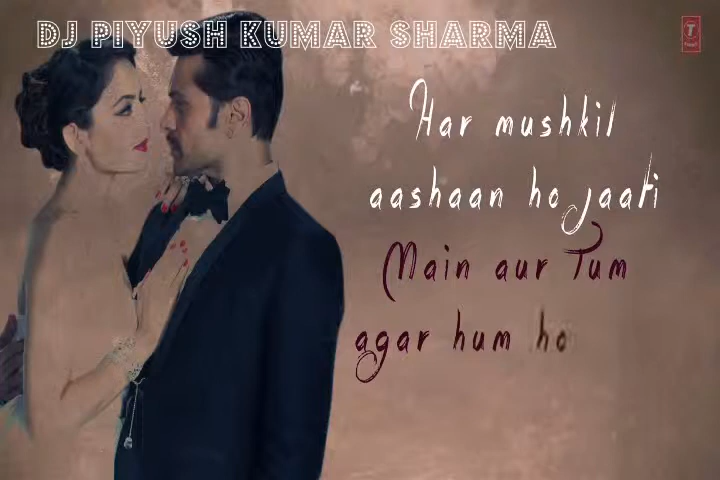 DJ PIYUSH KUMAR SHARMA
Har mushkil
aashaan ho jaati
Main aur Tum
agar hum ho